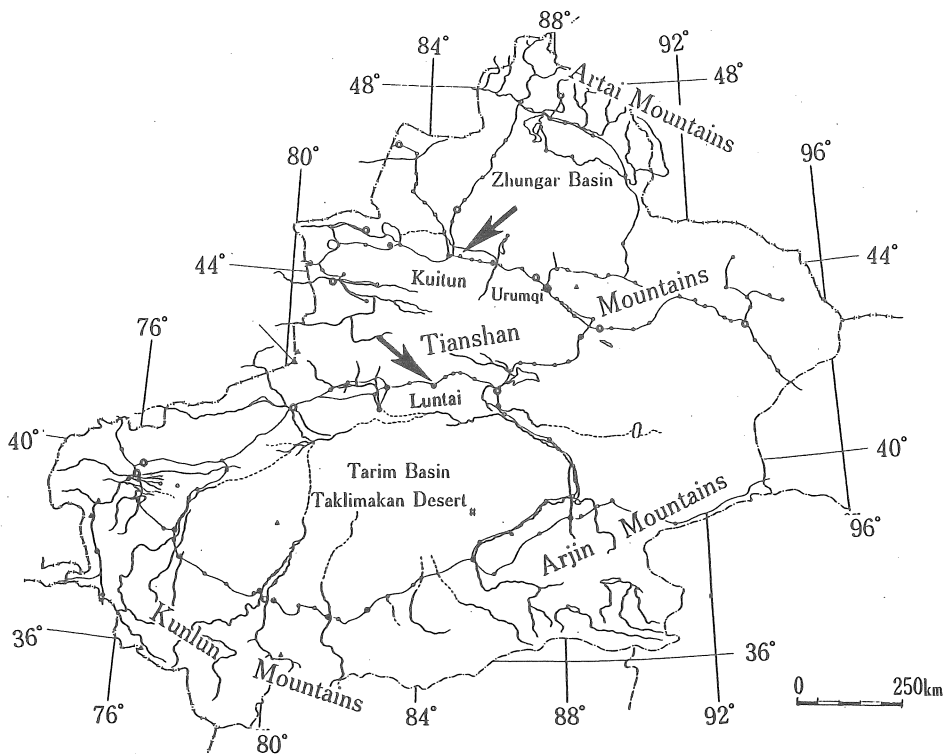 88°
84°
92°
48°
48°
Artai Mountains
80°
96°
Zhungar Basin
44°
44°
Kuitun
Urumqi
Mountains
76°
Tianshan
Luntai
40°
40°
Tarim Basin
Taklimakan Desert
96°
Arjin Mountains
Kunlun
Mountains
36°
36°
0 250km
76°
80°
84°
88°
92°